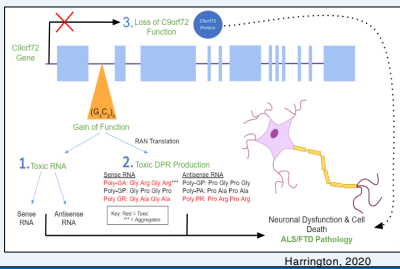 3. Loss of C9orf72
Function
C9orf72
Protein
C9orf72
Gene
(G4C2)n
Gain of Function
RAN Translation
1. Toxic RNA
2. Toxic DPR Production
Sense RNA
Poly-GA: Gly Arg Gly Arg***
Poly-GP: Gly Pro Gly Pro
Poly GR: Gly Ala Gly Ala
Antisense RNA
Poly-GP: Gly Pro Gly Pro
Poly-PA: Pro Ala Pro Ala
Poly PR: Pro Arg Pro Arg
Key: Red = Toxic
*** = Aggregates
Sense
RNA
Antisense
RNA
Neuronal Dysfunction & Cell
Death
ALS/FTD Pathology
Harrington, 2020